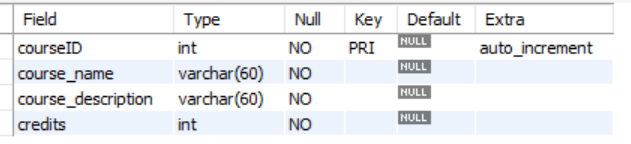 Field Type Null Key Default Extra
courseID int NO PRI NULL auto_increment
course_name varchar(60) NO NULL
course_description varchar(60) NO NULL
credits int NO NULL